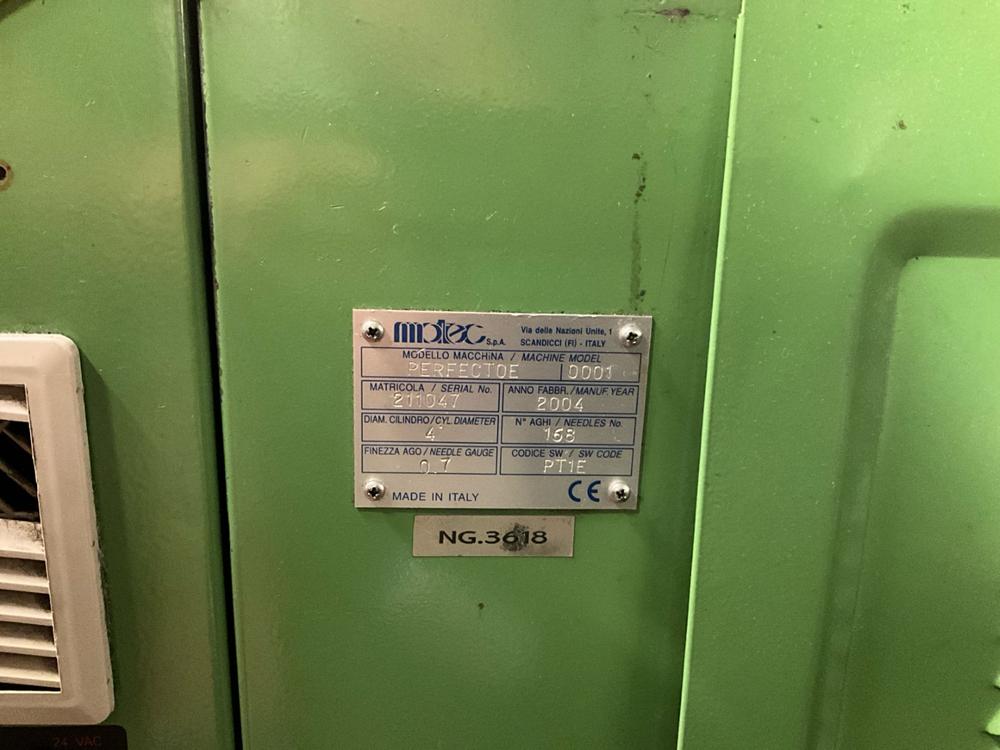 matec S.p.A.
Via delle Nazioni Unite, 1
SCANDICCI (FI) - ITALY
MODELLO MACCHINA / MACHINE MODEL
PERFECTOE 0001
MATRICOLA / SERIAL No.
211047
ANNO FABBR./MANUF.YEAR
2004
DIAM. CILINDRO/CYL.DIAMETER
4"
N° AGHI / NEEDLES No.
168
FINEZZA AGO / NEEDLE GAUGE
0.7
CODICE SW / SW CODE
PT1E
MADE IN ITALY CE
NG.3618
24 VAC